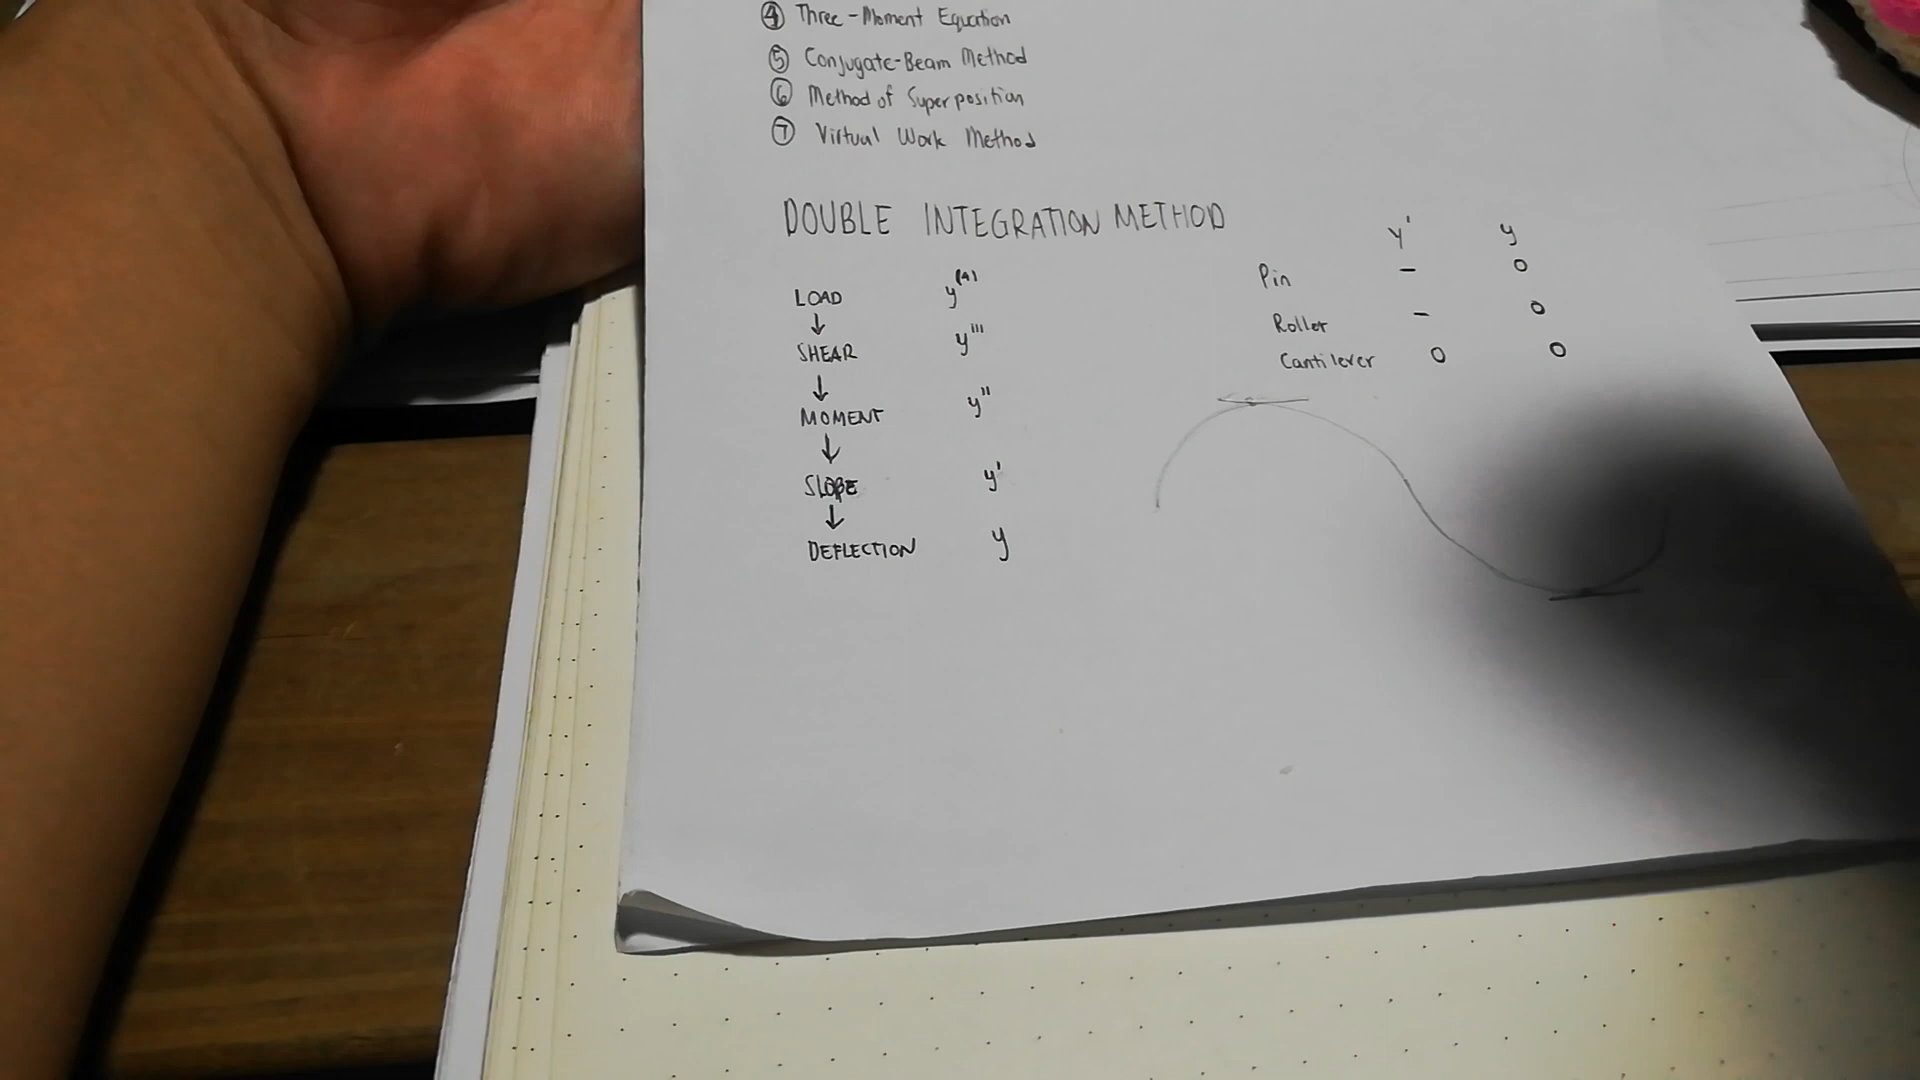 ④ Three-Moment Equation
⑤ Conjugate-Beam Method
⑥ Method of Superposition
⑦ Virtual Work Method
DOUBLE INTEGRATION METHOD
LOAD y⁽⁴⁾
↓
SHEAR y'''
↓
MOMENT y''
↓
SLOPE y'
↓
DEFLECTION y
y' y
Pin – 0
Roller – 0
Cantilever 0 0